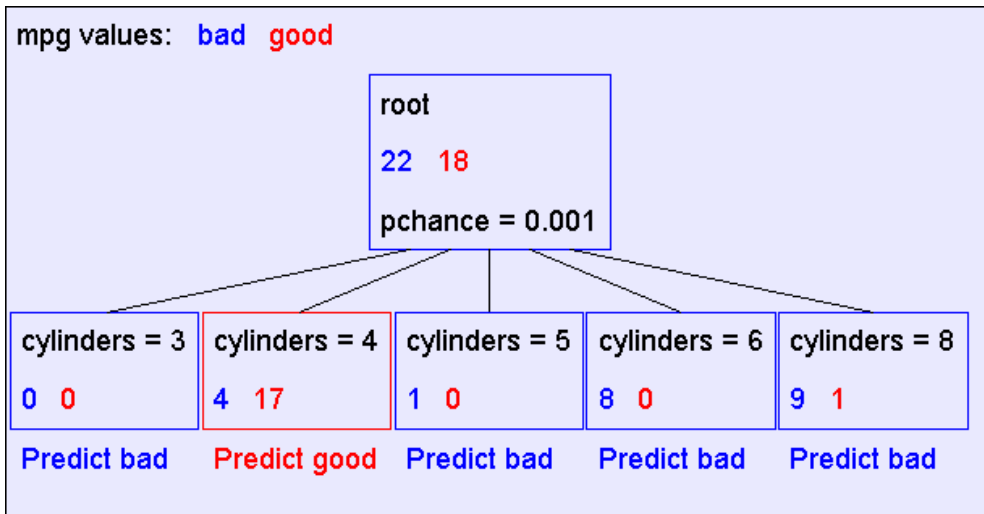 mpg values: bad good
root
22 18
pchance = 0.001
cylinders = 3 cylinders = 4 cylinders = 5 cylinders = 6 cylinders = 8
0 0 4 17 1 0 8 0 9 1
Predict bad Predict good Predict bad Predict bad Predict bad